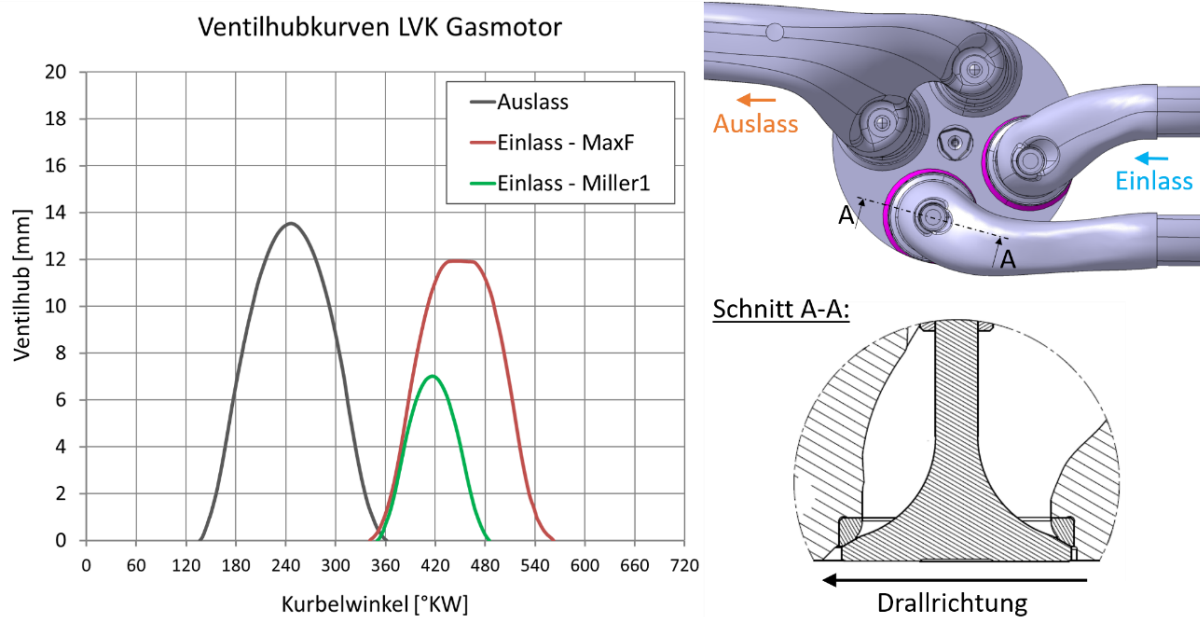 Ventilhubkurven LVK Gasmotor
Ventilhub [mm]
20
18
16
14
12
10
8
6
4
2
0
0 60 120 180 240 300 360 420 480 540 600 660 720
Kurbelwinkel [°KW]
Auslass
Einlass - MaxF
Einlass - Miller1
Auslass
Einlass
A
A
Schnitt A-A:
Drallrichtung